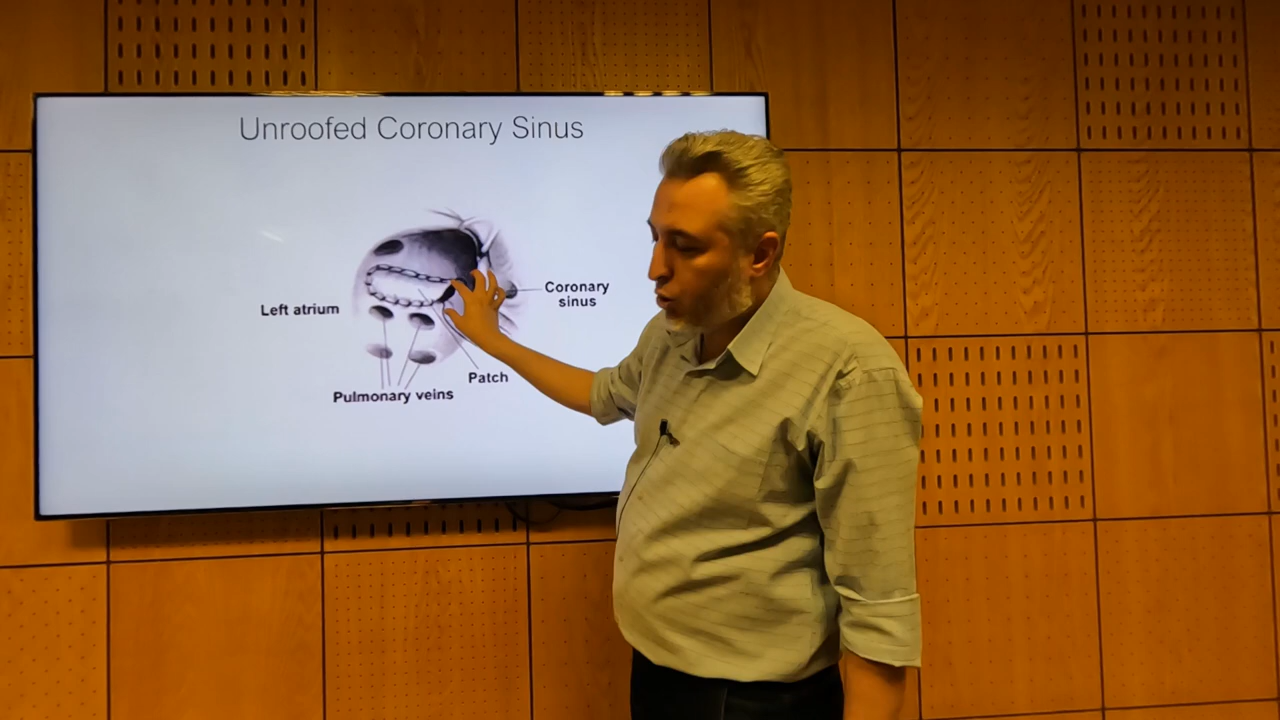 Unroofed Coronary Sinus
Left atrium
Coronary
sinus
Patch
Pulmonary veins